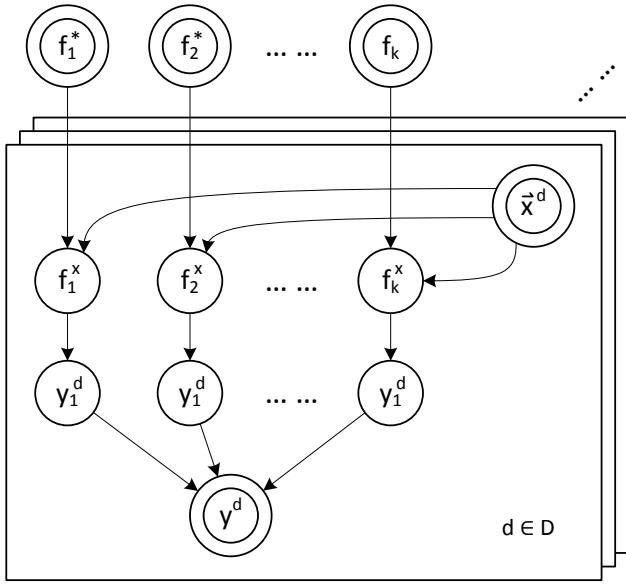 f₁* f₂* ... ... fₖ
... ...
x⃗ᵈ
f₁ˣ f₂ˣ ... ... fₖˣ
y₁ᵈ y₁ᵈ ... ... y₁ᵈ
yᵈ
d ∈ D